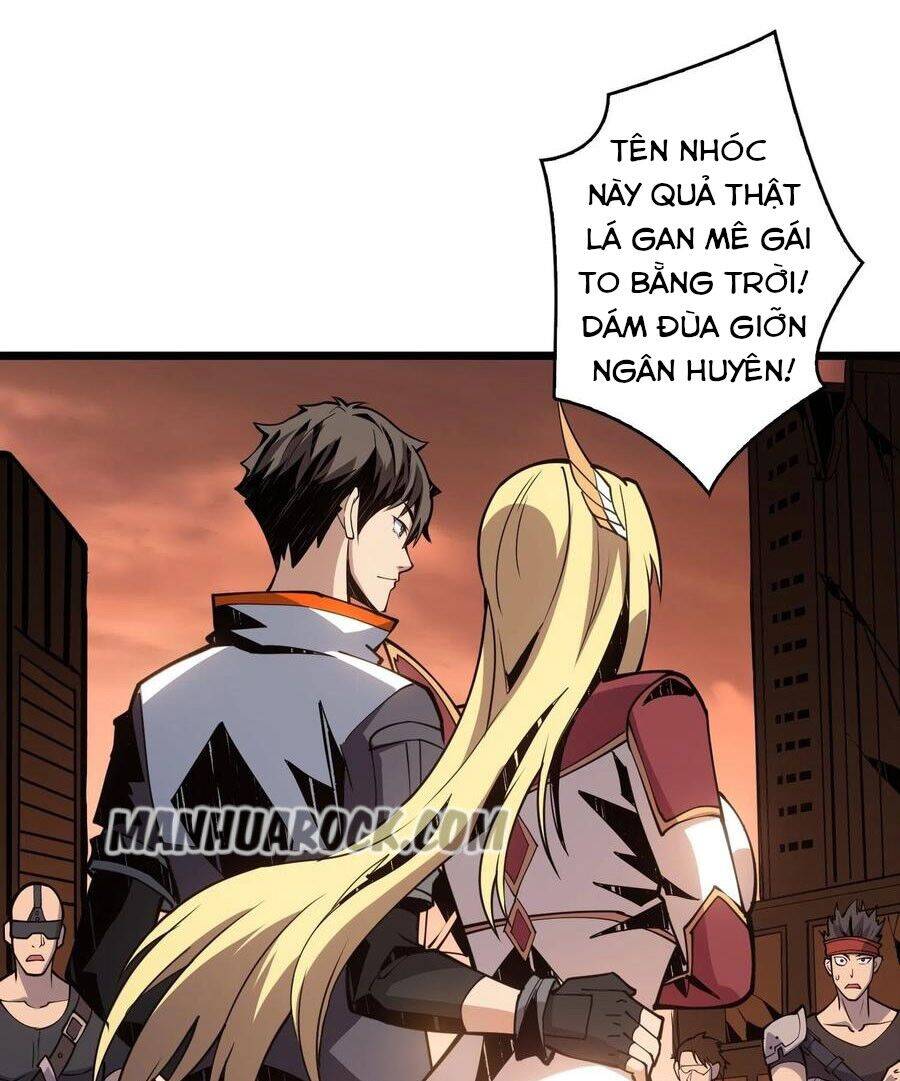 TÊN NHÓC
NÀY QUẢ THẬT
LÁ GAN MÊ GÁI
TO BẰNG TRỜI!
DÁM ĐÙA GIỠN
NGÂN HUYÊN!
MANHUAROCK.COM